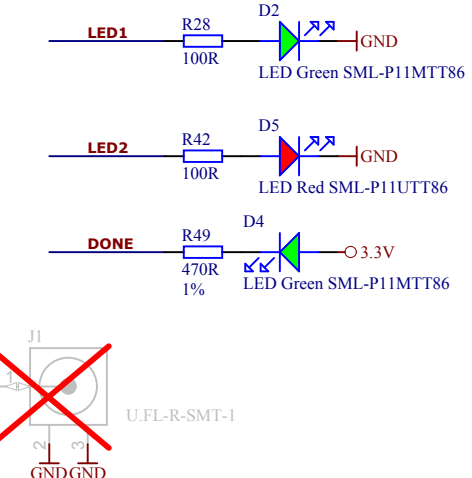 D2
LED1
R28
GND
100R
LED Green SML-P11MTT86
D5
LED2
R42
GND
100R
LED Red SML-P11UTT86
D4
DONE
R49
3.3V
470R
1%
LED Green SML-P11MTT86
J1
1
U.FL-R-SMT-1
2
3
GND
GND